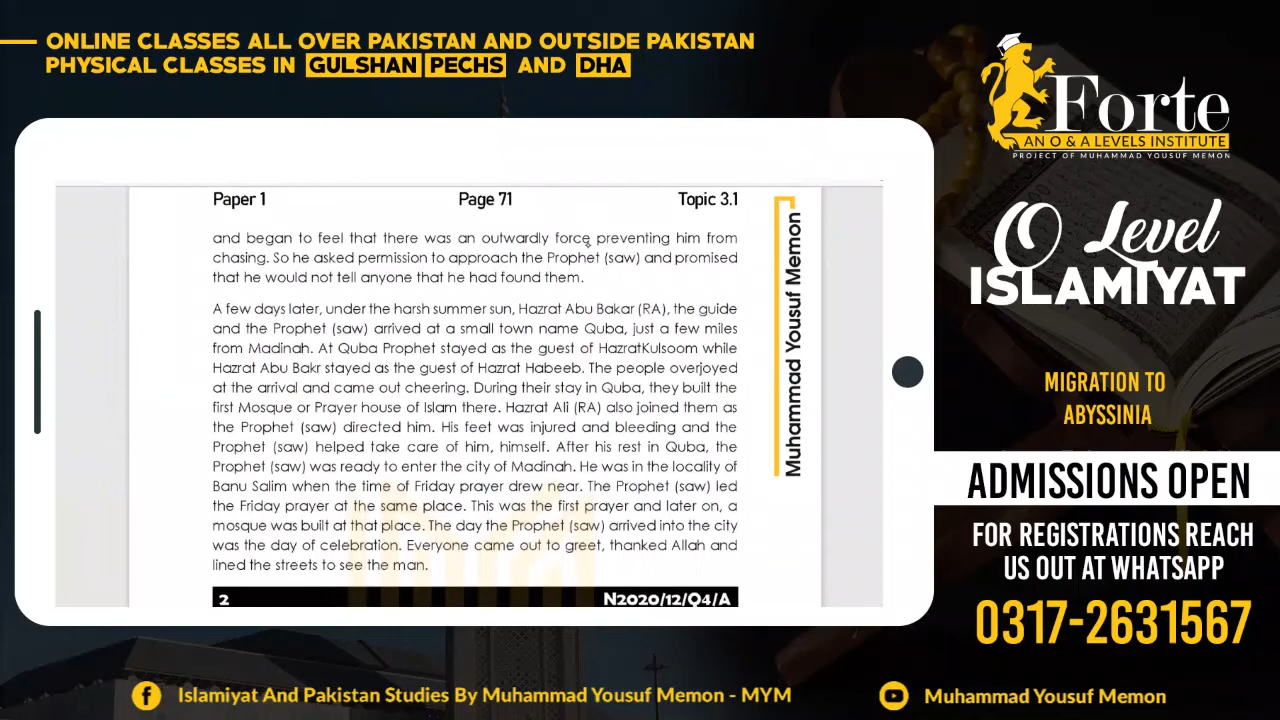 ONLINE CLASSES ALL OVER PAKISTAN AND OUTSIDE PAKISTAN
PHYSICAL CLASSES IN GULSHAN PECHS AND DHA
Forte
AN O & A LEVELS INSTITUTE
PROJECT OF MUHAMMAD YOUSUF MEMON
Paper 1 Page 71 Topic 3.1
and began to feel that there was an outwardly force preventing him from
chasing. So he asked permission to approach the Prophet (saw) and promised
that he would not tell anyone that he had found them.
A few days later, under the harsh summer sun, Hazrat Abu Bakar (RA), the guide
and the Prophet (saw) arrived at a small town name Quba, just a few miles
from Madinah. At Quba Prophet stayed as the guest of HazratKulsoom while
Hazrat Abu Bakr stayed as the guest of Hazrat Habeeb. The people overjoyed
at the arrival and came out cheering. During their stay in Quba, they built the
first Mosque or Prayer house of Islam there. Hazrat Ali (RA) also joined them as
the Prophet (saw) directed him. His feet was injured and bleeding and the
Prophet (saw) helped take care of him, himself. After his rest in Quba, the
Prophet (saw) was ready to enter the city of Madinah. He was in the locality of
Banu Salim when the time of Friday prayer drew near. The Prophet (saw) led
the Friday prayer at the same place. This was the first prayer and later on, a
mosque was built at that place. The day the Prophet (saw) arrived into the city
was the day of celebration. Everyone came out to greet, thanked Allah and
lined the streets to see the man.
2 N2020/12/Q4/A
Muhammad Yousuf Memon
O Level
ISLAMIYAT
MIGRATION TO
ABYSSINIA
ADMISSIONS OPEN
FOR REGISTRATIONS REACH
US OUT AT WHATSAPP
0317-2631567
Islamiyat And Pakistan Studies By Muhammad Yousuf Memon - MYM
Muhammad Yousuf Memon